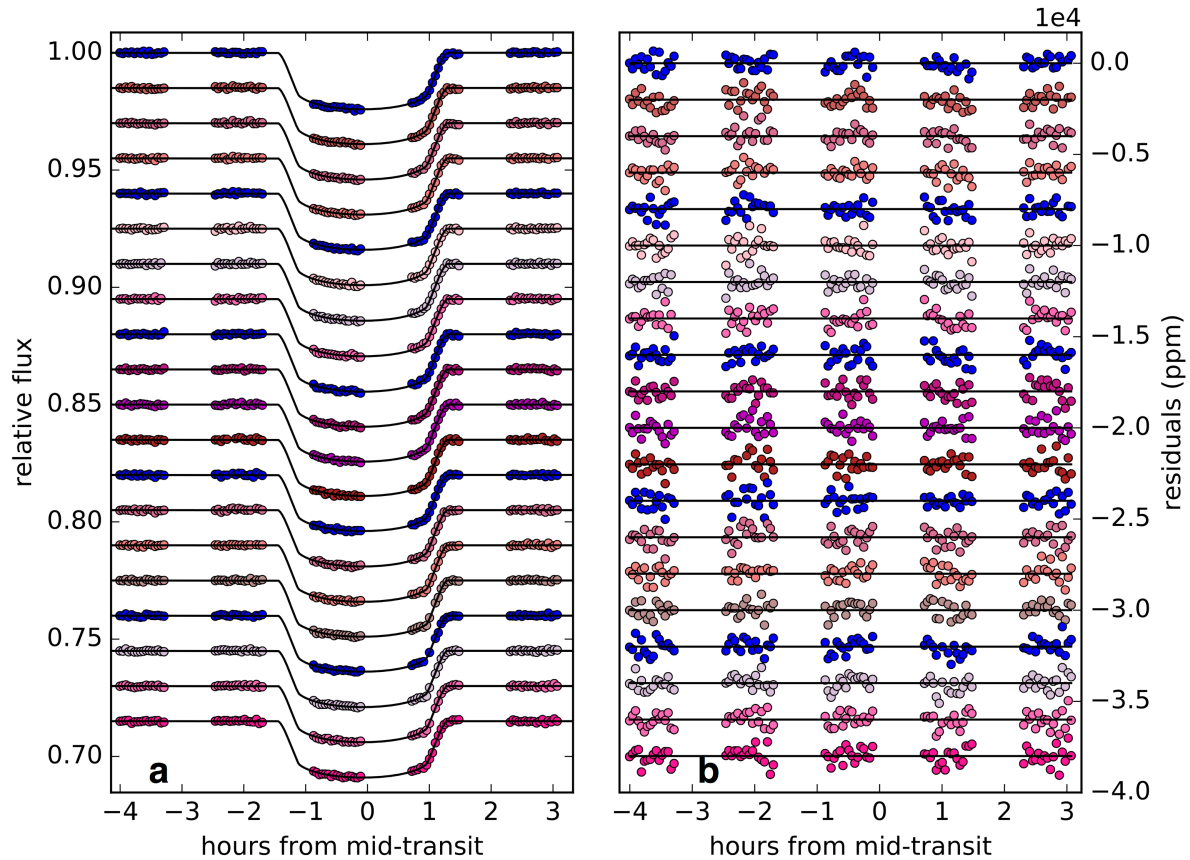 1e4
1.00
0.95
0.90
0.85
0.80
0.75
0.70
relative flux
a
−4 −3 −2 −1 0 1 2 3
hours from mid-transit
b
−4 −3 −2 −1 0 1 2 3
hours from mid-transit
0.0
−0.5
−1.0
−1.5
−2.0
−2.5
−3.0
−3.5
−4.0
residuals (ppm)